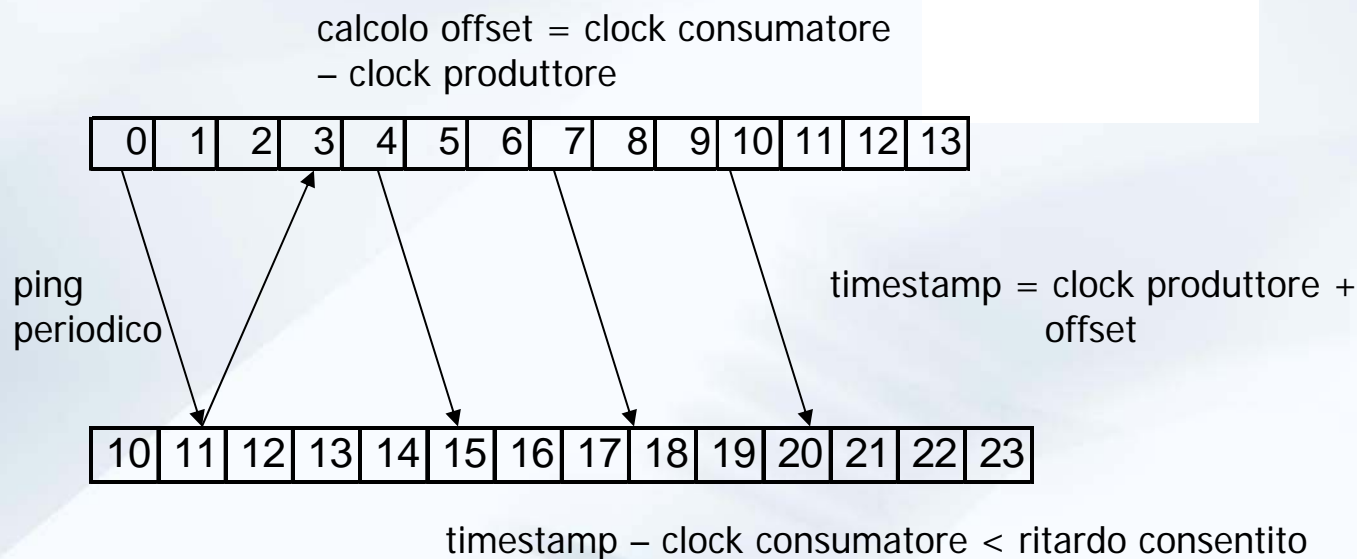 calcolo offset = clock consumatore
– clock produttore
0 1 2 3 4 5 6 7 8 9 10 11 12 13
ping
periodico
timestamp = clock produttore +
offset
10 11 12 13 14 15 16 17 18 19 20 21 22 23
timestamp – clock consumatore < ritardo consentito